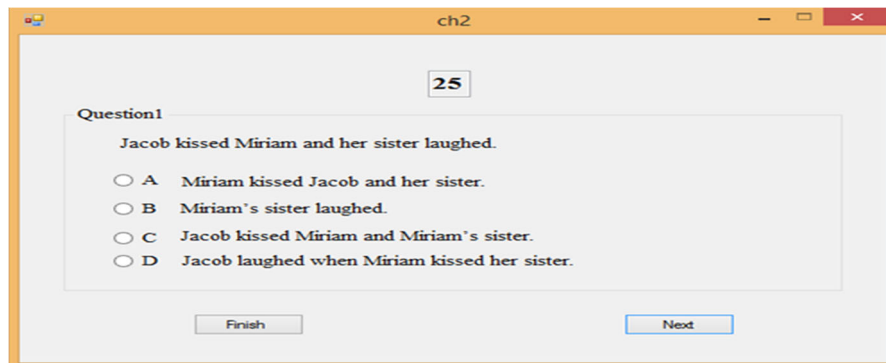 ch2
25
Question1
Jacob kissed Miriam and her sister laughed.
A Miriam kissed Jacob and her sister.
B Miriam's sister laughed.
C Jacob kissed Miriam and Miriam's sister.
D Jacob laughed when Miriam kissed her sister.
Finish Next